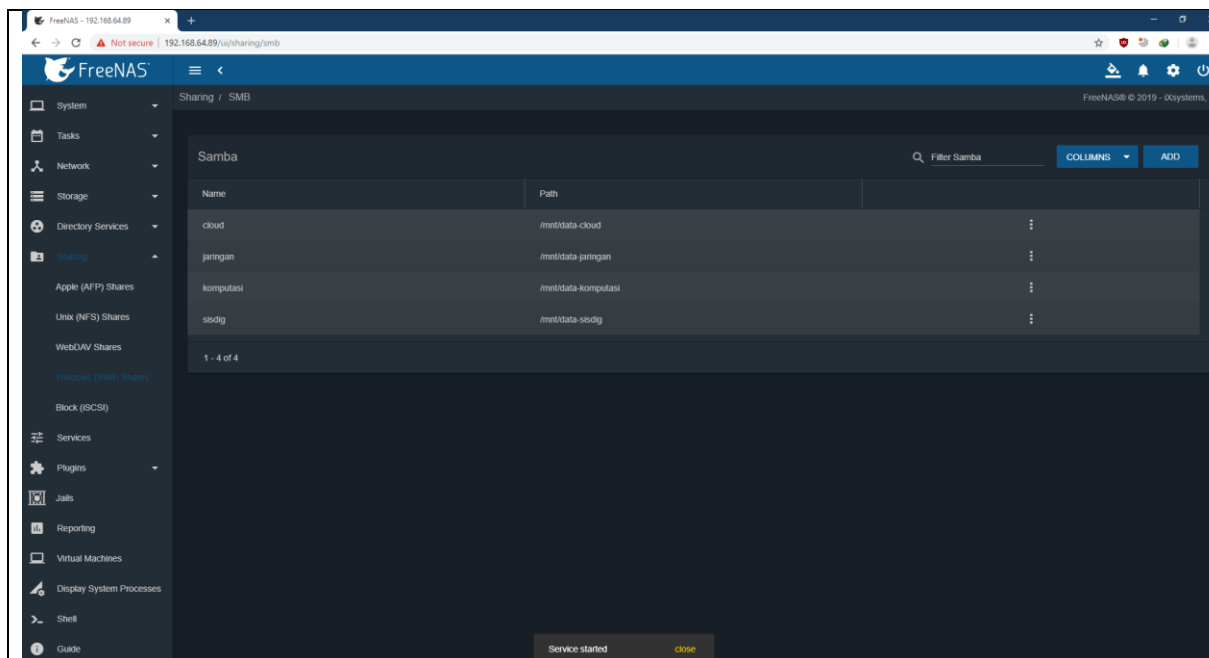 FreeNAS - 192.168.64.89
Not secure | 192.168.64.89/ui/sharing/smb
FreeNAS
Sharing / SMB
FreeNAS® © 2019 - iXsystems,
System
Tasks
Network
Storage
Directory Services
Sharing
Apple (AFP) Shares
Unix (NFS) Shares
WebDAV Shares
Windows (SMB) Shares
Block (iSCSI)
Services
Plugins
Jails
Reporting
Virtual Machines
Display System Processes
Shell
Guide
Samba
Filter Samba
COLUMNS
ADD
Name Path
cloud /mnt/data-cloud
jaringan /mnt/data-jaringan
komputasi /mnt/data-komputasi
sisdig /mnt/data-sisdig
1 - 4 of 4
Service started close